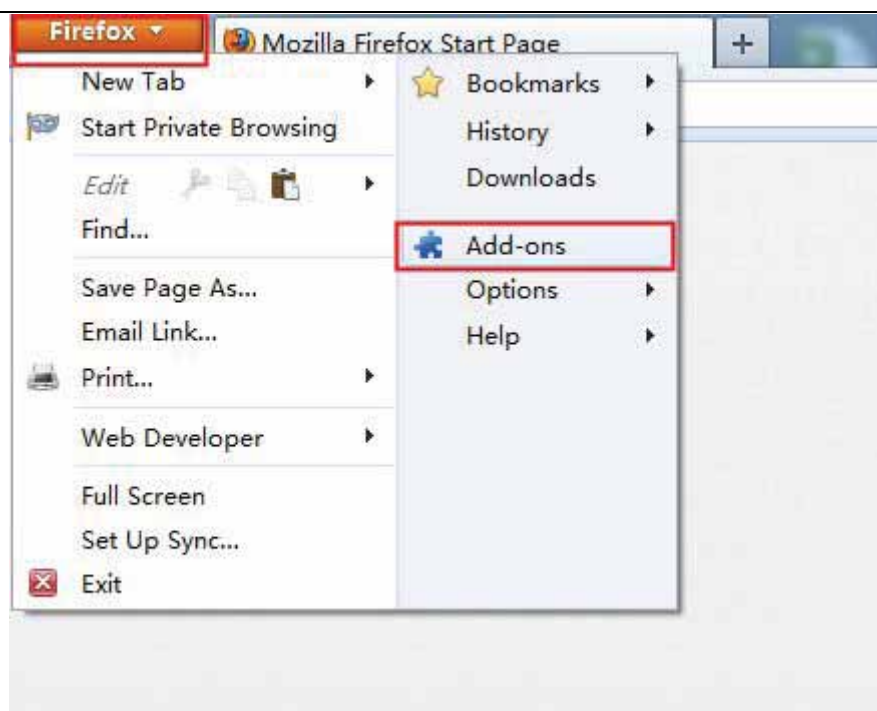 Firefox
Mozilla Firefox Start Page
+
New Tab
Start Private Browsing
Edit
Find...
Save Page As...
Email Link...
Print...
Web Developer
Full Screen
Set Up Sync...
Exit
Bookmarks
History
Downloads
Add-ons
Options
Help